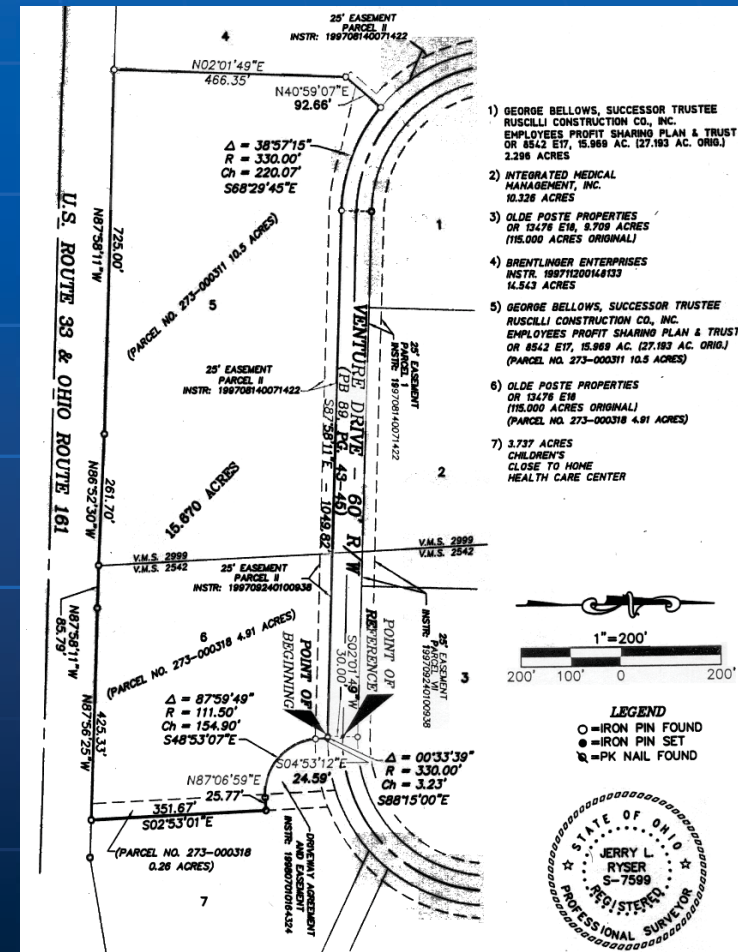 4
25' EASEMENT
PARCEL II
INSTR: 199708140071422
N02°01'49"E
466.35'
N40°59'07"E
92.66'
Δ = 38°57'15"
R = 330.00'
Ch = 220.07
S68°29'45"E
U.S. ROUTE 33 & OHIO ROUTE 161
N87°58'11"W
725.00'
(PARCEL NO. 273-000311 10.5 ACRES)
5
1
25' EASEMENT
PARCEL II
INSTR: 199708140071422
VENTURE DRIVE - 60' R/W
(PB 89, PG. 43-45)
S87°58'11"E - 1049.82'
25' EASEMENT
PARCEL I
INSTR: 199708140071422
2
N86°52'30"W
261.70'
15.670 ACRES
V.M.S. 2999
V.M.S. 2542
V.M.S. 2999
V.M.S. 2542
25' EASEMENT
PARCEL II
INSTR: 199709240100938
N87°58'11"W
85.79'
6
(PARCEL NO. 273-000318 4.91 ACRES)
POINT OF
BEGINNING
S02°01'49"W
30.00'
POINT OF
REFERENCE
25' EASEMENT
PARCEL VII
INSTR: 199709240100938
3
Δ = 87°59'49"
R = 111.50'
Ch = 154.90'
S48°53'07"E
N87°56'25"W
425.33'
S04°53'12"E
24.59'
Δ = 00°33'39"
R = 330.00'
Ch = 3.23'
S88°15'00"E
N87°06'59"E
25.77'
351.67'
S02°53'01"E
(PARCEL NO. 273-000318
0.26 ACRES)
DRIVEWAY AGREEMENT
AND EASEMENT
INSTR: 199807010164324
7
1) GEORGE BELLOWS, SUCCESSOR TRUSTEE
RUSCILLI CONSTRUCTION CO., INC.
EMPLOYEES PROFIT SHARING PLAN & TRUST
OR 8542 E17, 15.969 AC. (27.193 AC. ORIG.)
2.296 ACRES
2) INTEGRATED MEDICAL
MANAGEMENT, INC.
10.326 ACRES
3) OLDE POSTE PROPERTIES
OR 13476 E18, 9.709 ACRES
(115.000 ACRES ORIGINAL)
4) BRENTLINGER ENTERPRISES
INSTR. 199711200148133
14.543 ACRES
5) GEORGE BELLOWS, SUCCESSOR TRUSTEE
RUSCILLI CONSTRUCTION CO., INC.
EMPLOYEES PROFIT SHARING PLAN & TRUST
OR 8542 E17, 15.969 AC. (27.193 AC. ORIG.)
(PARCEL NO. 273-000311 10.5 ACRES)
6) OLDE POSTE PROPERTIES
OR 13476 E18
(115.000 ACRES ORIGINAL)
(PARCEL NO. 273-000318 4.91 ACRES)
7) 3.737 ACRES
CHILDREN'S
CLOSE TO HOME
HEALTH CARE CENTER
1"=200'
200' 100' 0 200'
LEGEND
=IRON PIN FOUND
=IRON PIN SET
=PK NAIL FOUND
STATE OF OHIO
JERRY L.
RYSER
S-7599
REGISTERED
PROFESSIONAL SURVEYOR